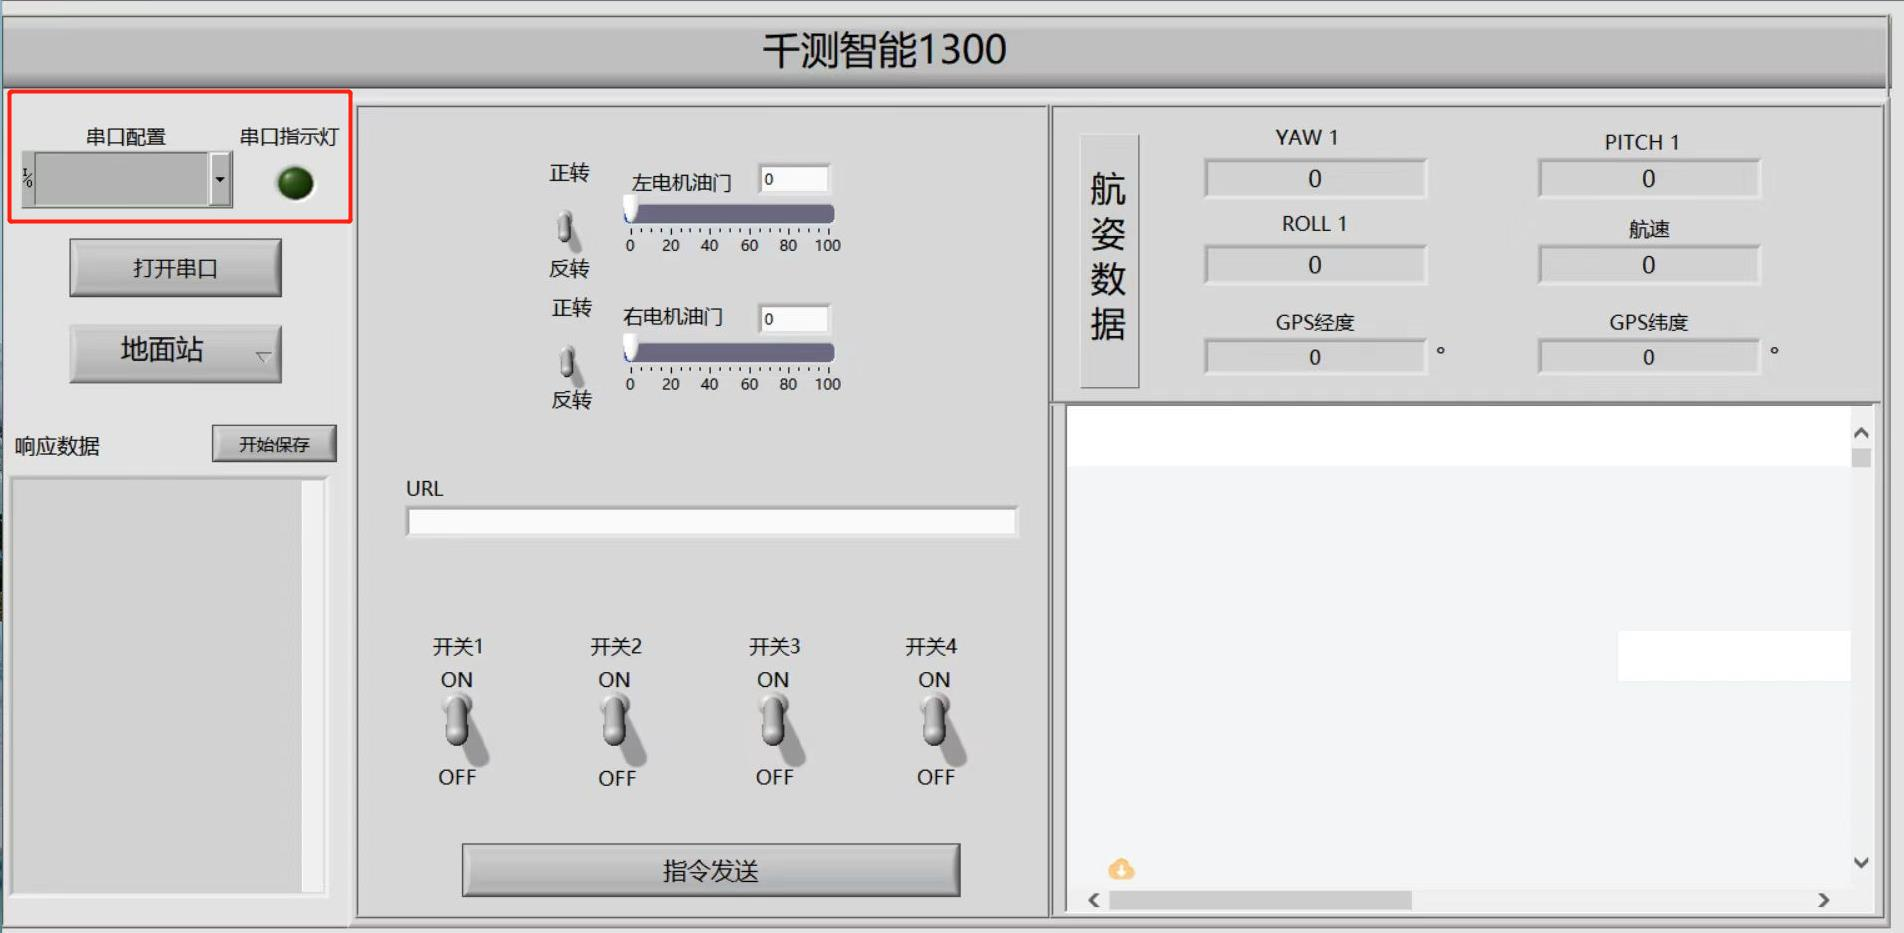 千测智能1300
串口配置
串口指示灯
打开串口
地面站
响应数据
开始保存
正转
左电机油门
0
0 20 40 60 80 100
反转
正转
右电机油门
0
0 20 40 60 80 100
反转
URL
开关1
开关2
开关3
开关4
ON
ON
ON
ON
OFF
OFF
OFF
OFF
指令发送
航姿数据
YAW 1
PITCH 1
0
0
ROLL 1
航速
0
0
GPS经度
GPS纬度
0 °
0 °